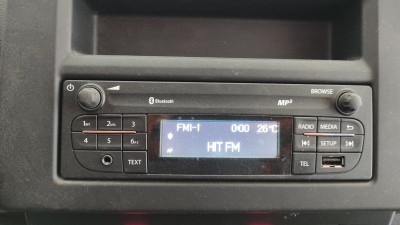 BROWSE
Bluetooth MP3
1 2 3
FM1-1 0:00 26°C
RADIO MEDIA
4 5 6
HIT FM
SETUP
TEXT
TEL